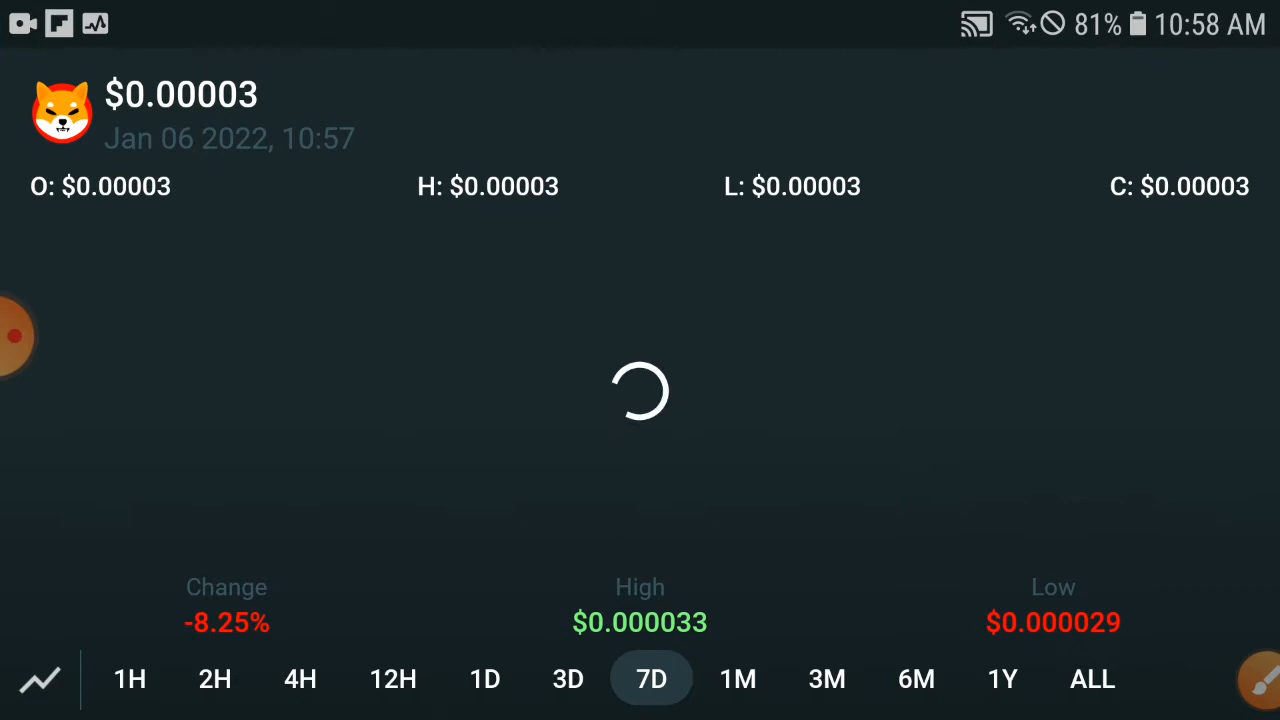 81% 10:58 AM
$0.00003
Jan 06 2022, 10:57
O: $0.00003 H: $0.00003 L: $0.00003 C: $0.00003
Change High Low
-8.25% $0.000033 $0.000029
1H 2H 4H 12H 1D 3D 7D 1M 3M 6M 1Y ALL